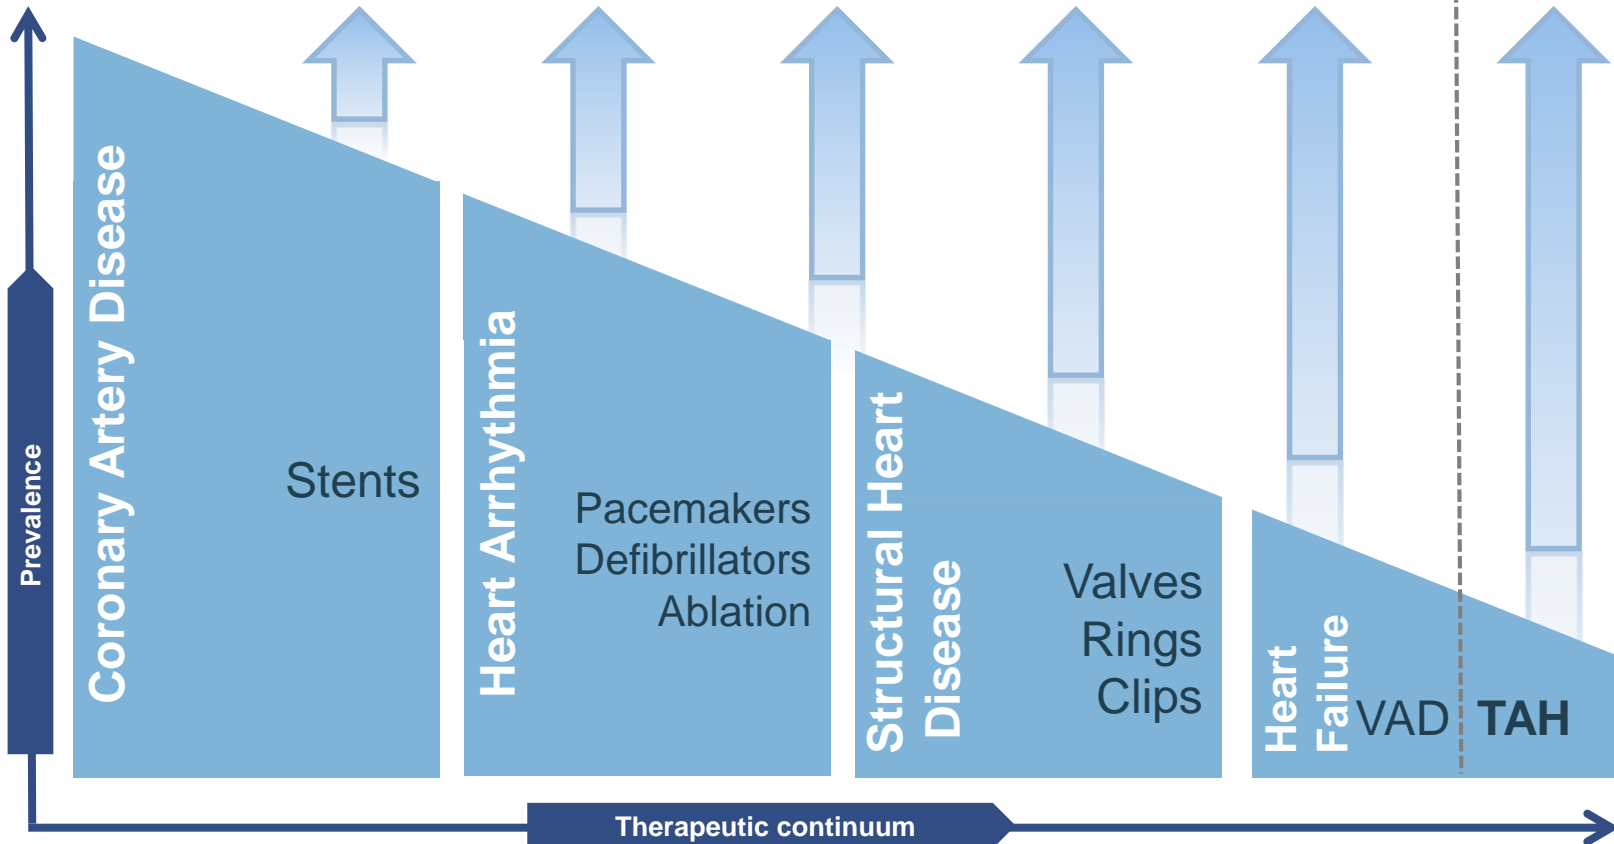 Prevalence
Coronary Artery Disease
Stents
Heart Arrhythmia
Pacemakers
Defibrillators
Ablation
Structural Heart
Disease
Valves
Rings
Clips
Heart
Failure
VAD
TAH
Therapeutic continuum